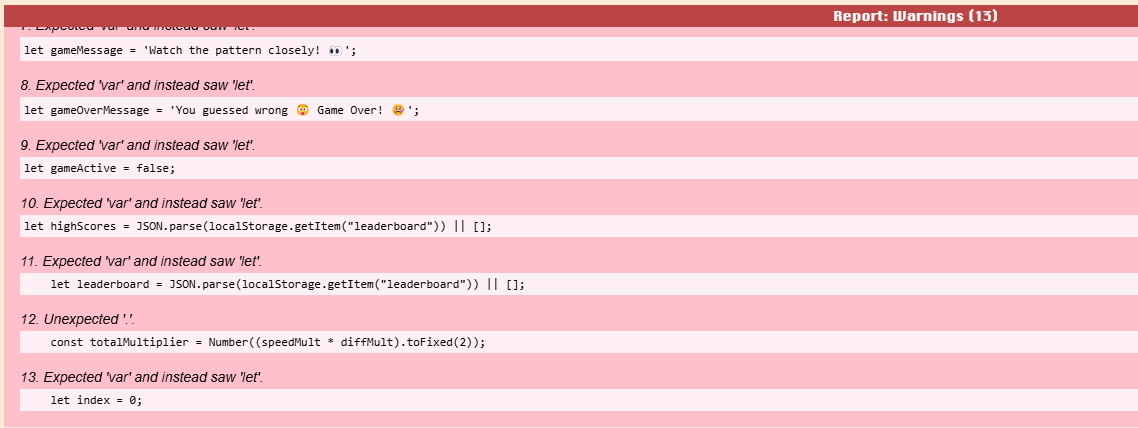 Report: Warnings (13)
7. Expected 'var' and instead saw 'let'.
let gameMessage = 'Watch the pattern closely! 👀';
8. Expected 'var' and instead saw 'let'.
let gameOverMessage = 'You guessed wrong 😲 Game Over! 😢';
9. Expected 'var' and instead saw 'let'.
let gameActive = false;
10. Expected 'var' and instead saw 'let'.
let highScores = JSON.parse(localStorage.getItem("leaderboard")) || [];
11. Expected 'var' and instead saw 'let'.
let leaderboard = JSON.parse(localStorage.getItem("leaderboard")) || [];
12. Unexpected '.'.
const totalMultiplier = Number((speedMult * diffMult).toFixed(2));
13. Expected 'var' and instead saw 'let'.
let index = 0;